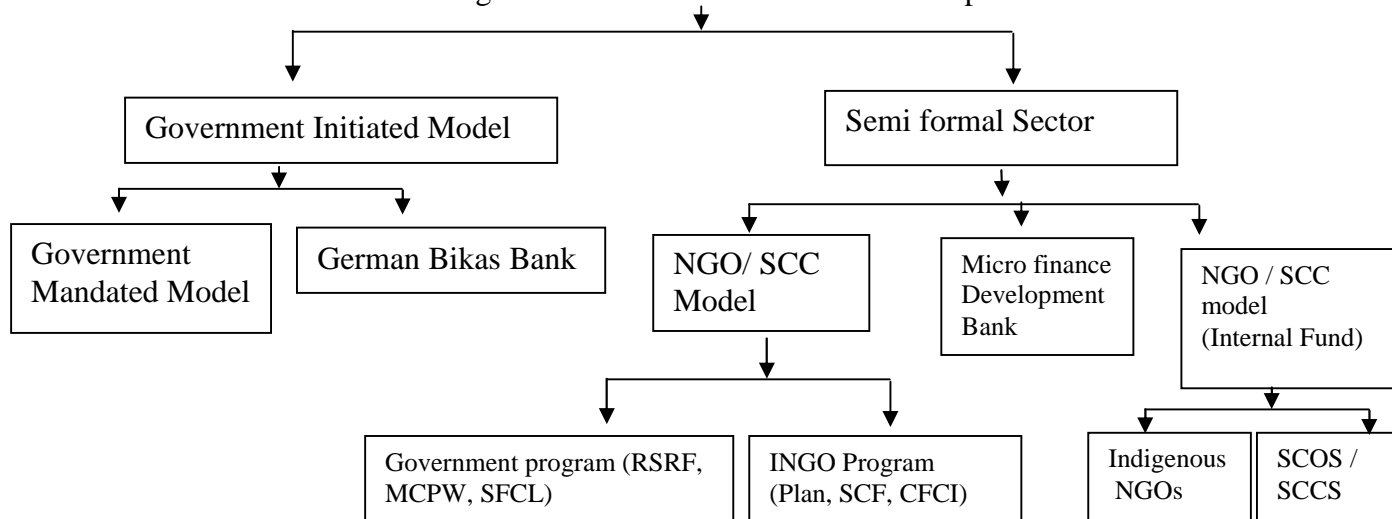 Government Initiated Model
Semi formal Sector
Government
Mandated Model
German Bikas Bank
NGO/ SCC
Model
Micro finance
Development
Bank
NGO / SCC
model
(Internal Fund)
Government program (RSRF,
MCPW, SFCL)
INGO Program
(Plan, SCF, CFCI)
Indigenous
NGOs
SCOS /
SCCS